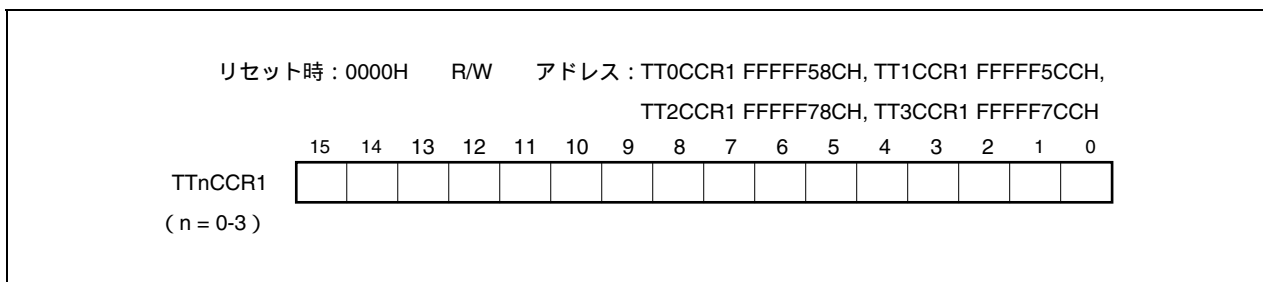 リセット時：0000H R/W アドレス：TT0CCR1 FFFFF58CH, TT1CCR1 FFFFF5CCH,
TT2CCR1 FFFFF78CH, TT3CCR1 FFFFF7CCH
15 14 13 12 11 10 9 8 7 6 5 4 3 2 1 0
TTnCCR1
（n = 0-3）